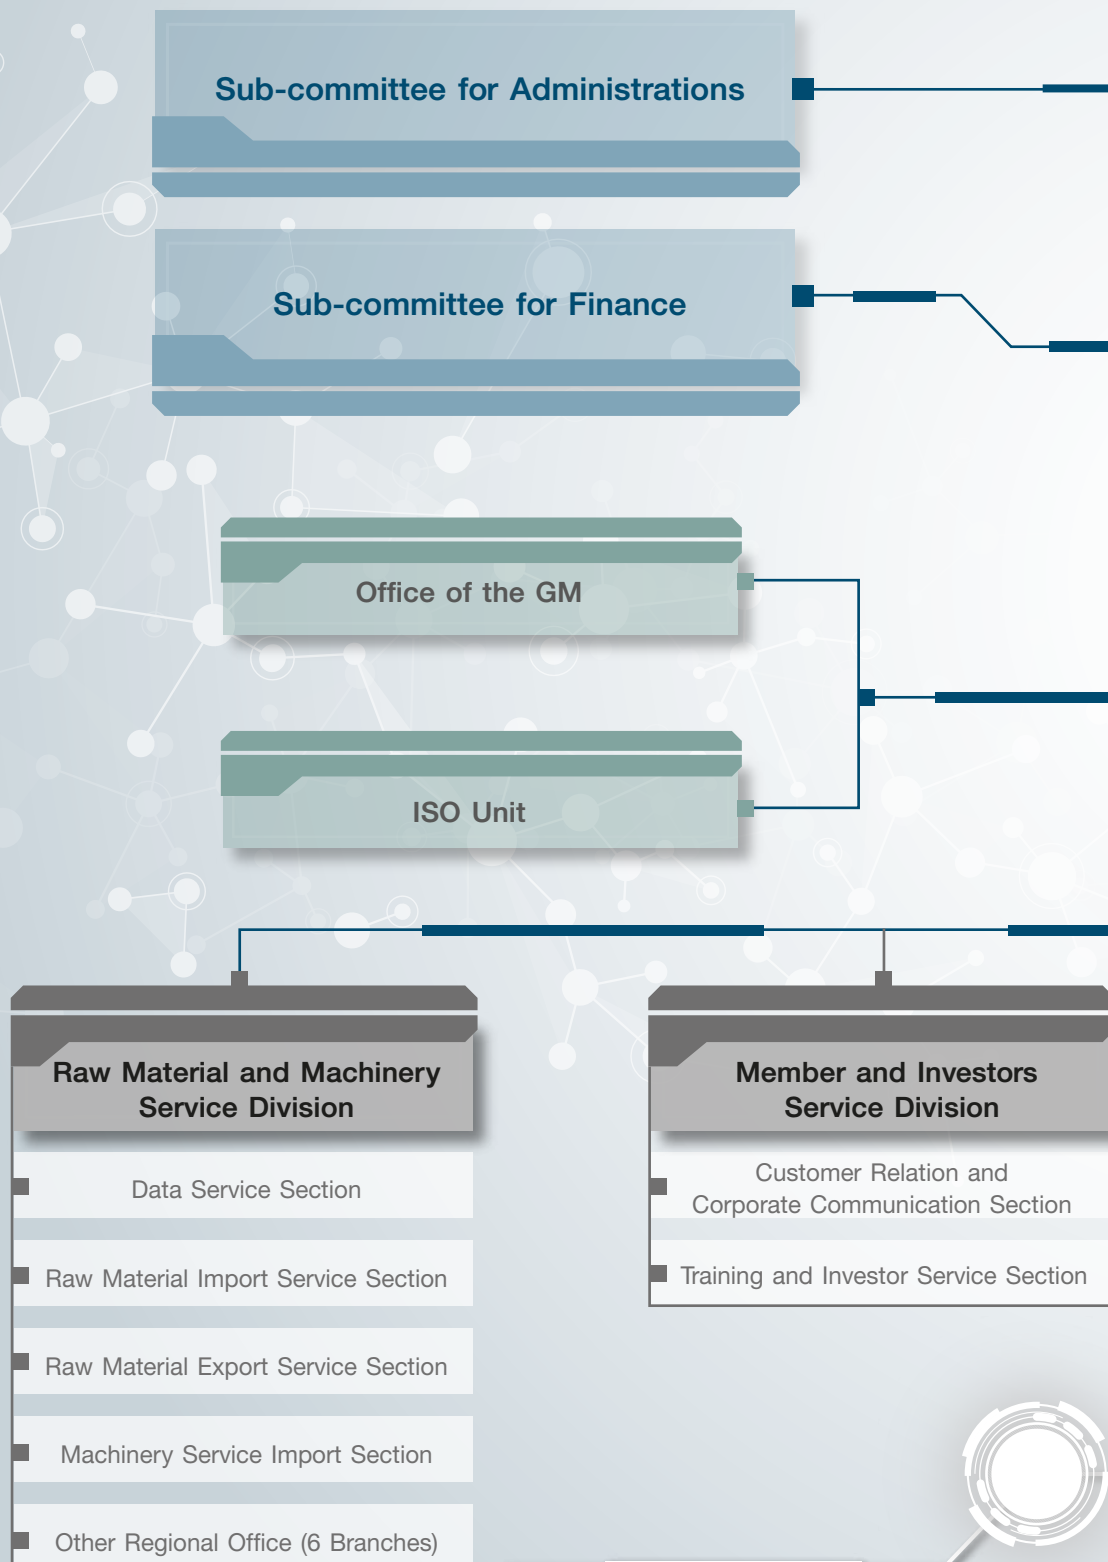 Sub-committee for Administrations
Sub-committee for Finance
Office of the GM
ISO Unit
Raw Material and Machinery
Service Division
Data Service Section
Raw Material Import Service Section
Raw Material Export Service Section
Machinery Service Import Section
Other Regional Office (6 Branches)
Member and Investors
Service Division
Customer Relation and
Corporate Communication Section
Training and Investor Service Section